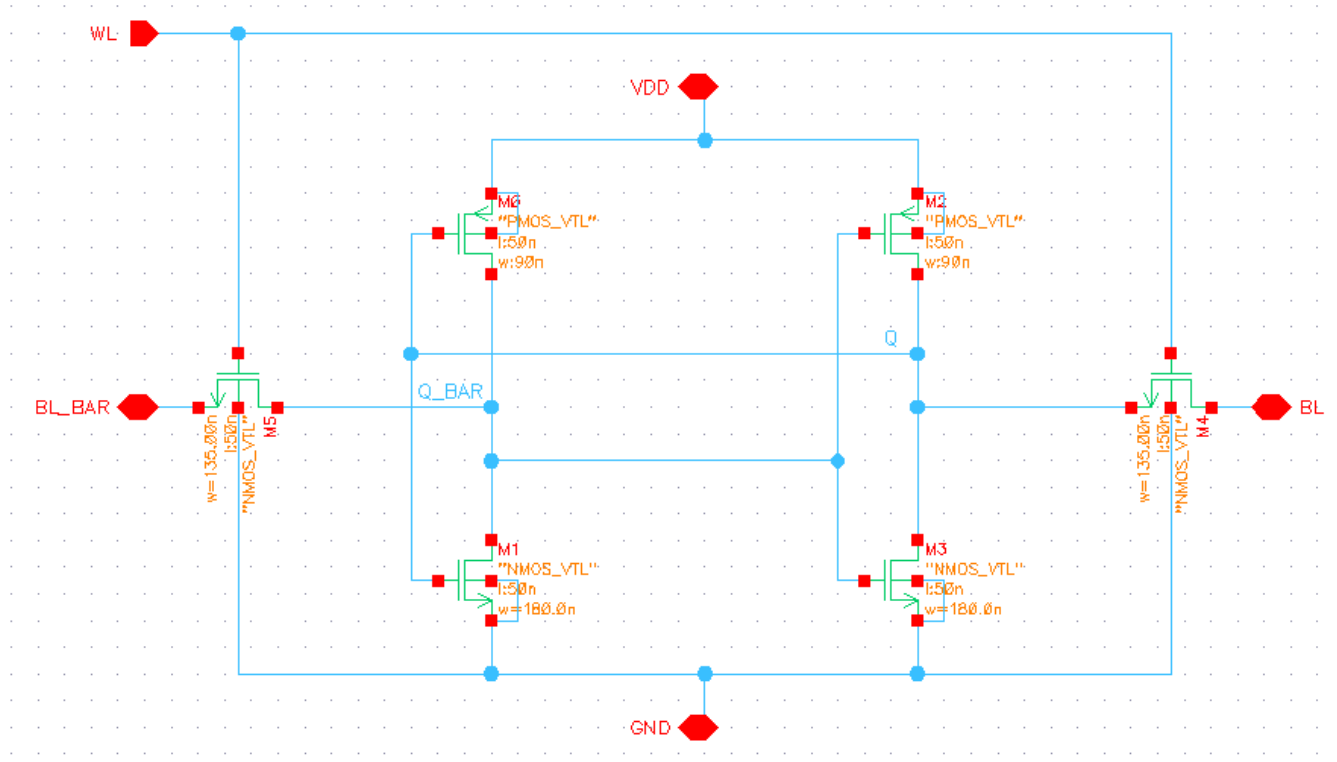 WL
VDD
M0
"PMOS_VTL"
l:50n
w:90n
M2
"PMOS_VTL"
l:50n
w:90n
Q
Q_BAR
BL_BAR
M5
"NMOS_VTL"
l:50n
w=135.00n
M4
"NMOS_VTL"
l:50n
w=135.00n
BL
M1
"NMOS_VTL"
l:50n
w=180.0n
M3
"NMOS_VTL"
l:50n
w=180.0n
GND